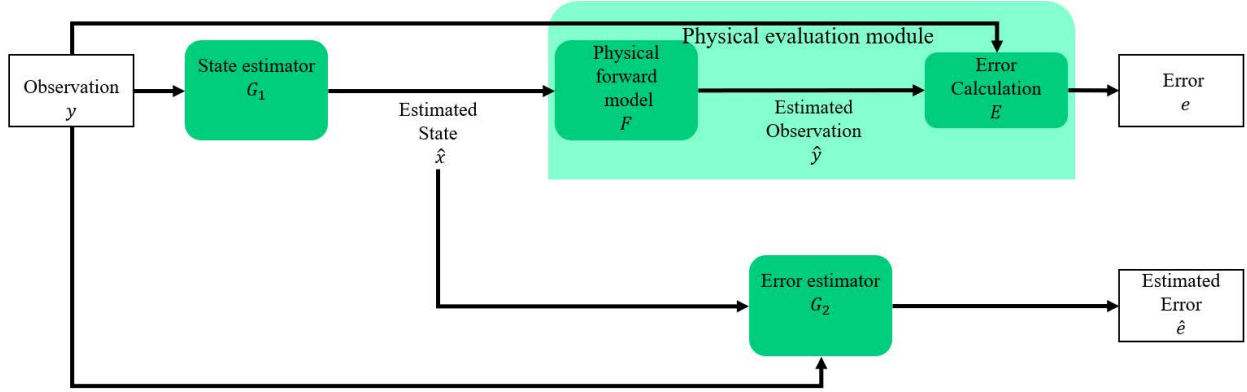 Physical evaluation module
Observation
y
State estimator
G₁
Estimated
State
x̂
Physical
forward
model
F
Estimated
Observation
ŷ
Error
Calculation
E
Error
e
Error estimator
G₂
Estimated
Error
ê